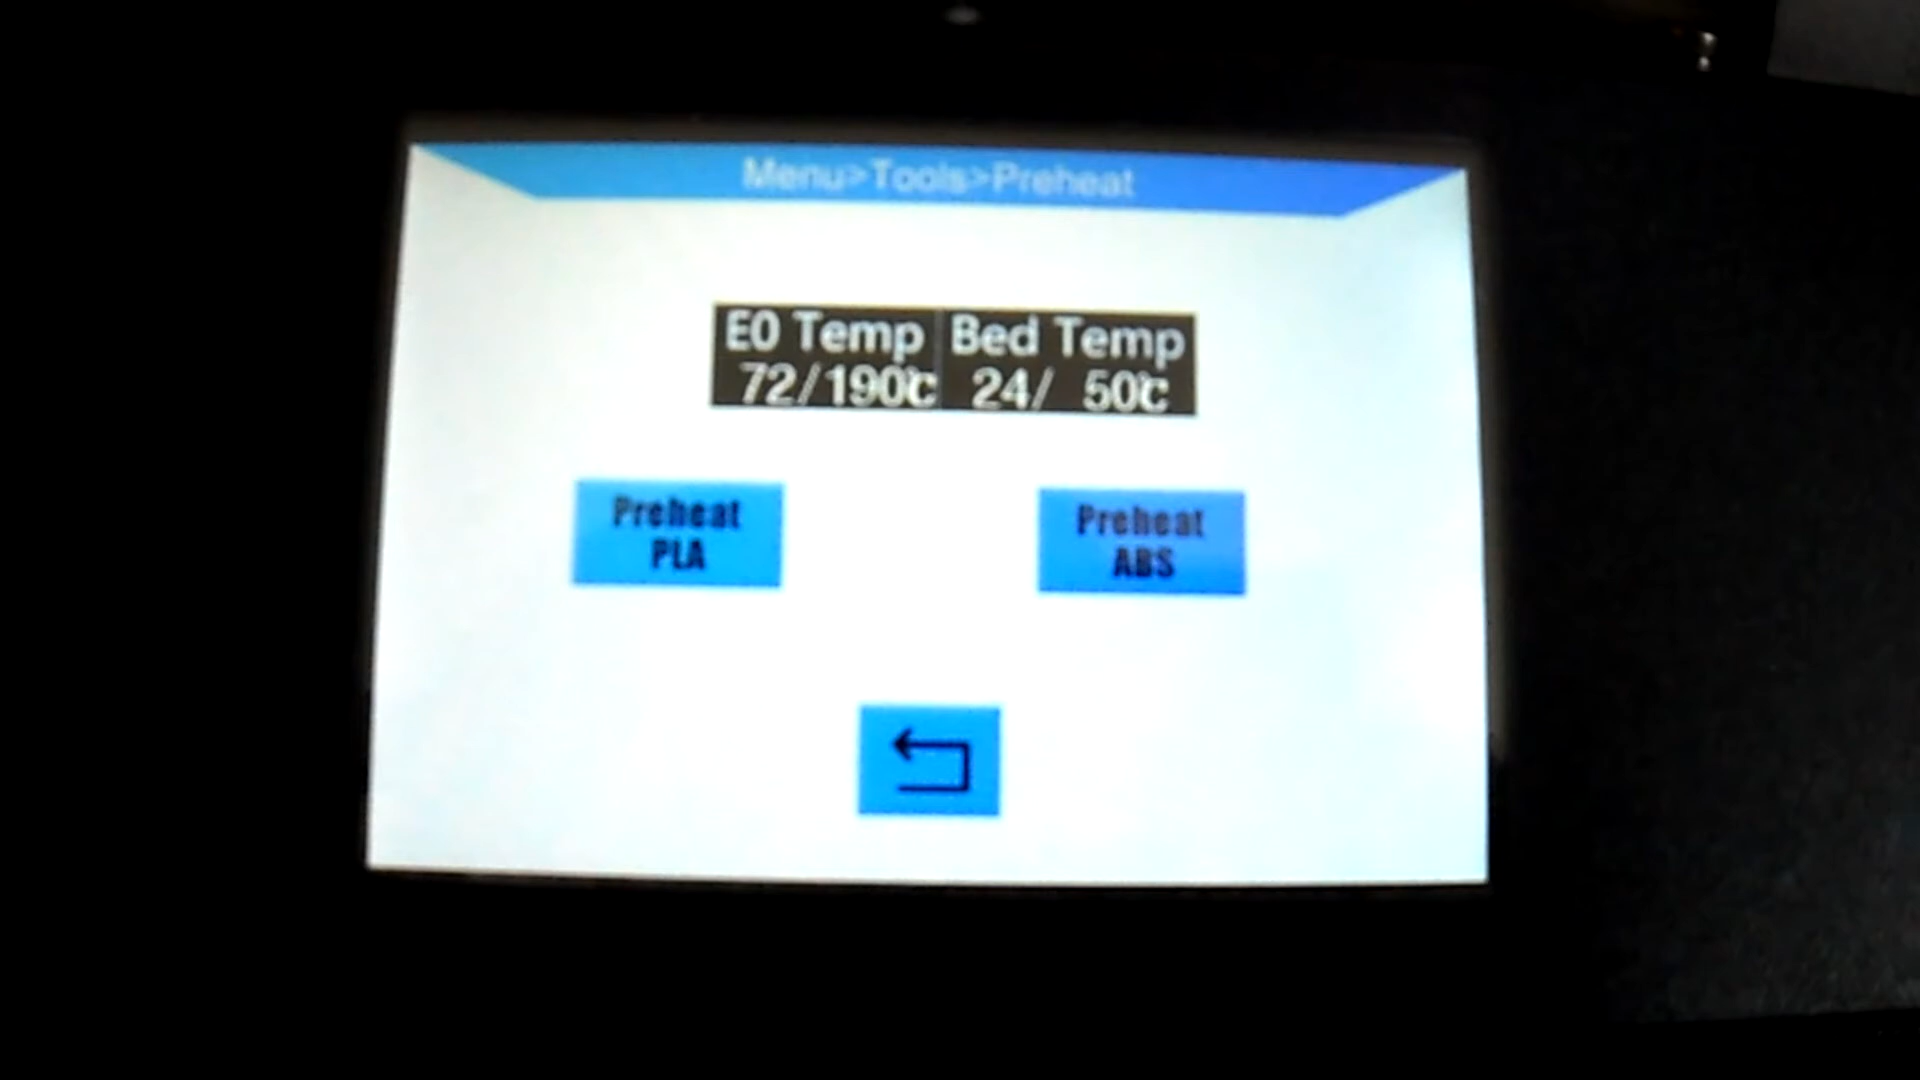 Menu>Tools>Preheat
E0 Temp Bed Temp
72/190℃ 24/ 50℃
Preheat
PLA
Preheat
ABS